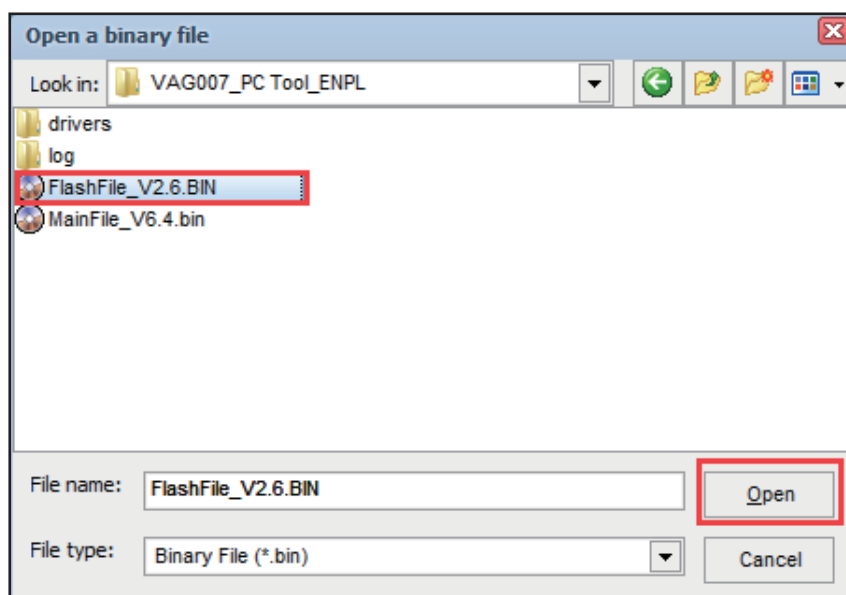 Open a binary file
Look in: VAG007_PC Tool_ENPL
drivers
log
FlashFile_V2.6.BIN
MainFile_V6.4.bin
File name: FlashFile_V2.6.BIN Open
File type: Binary File (*.bin) Cancel